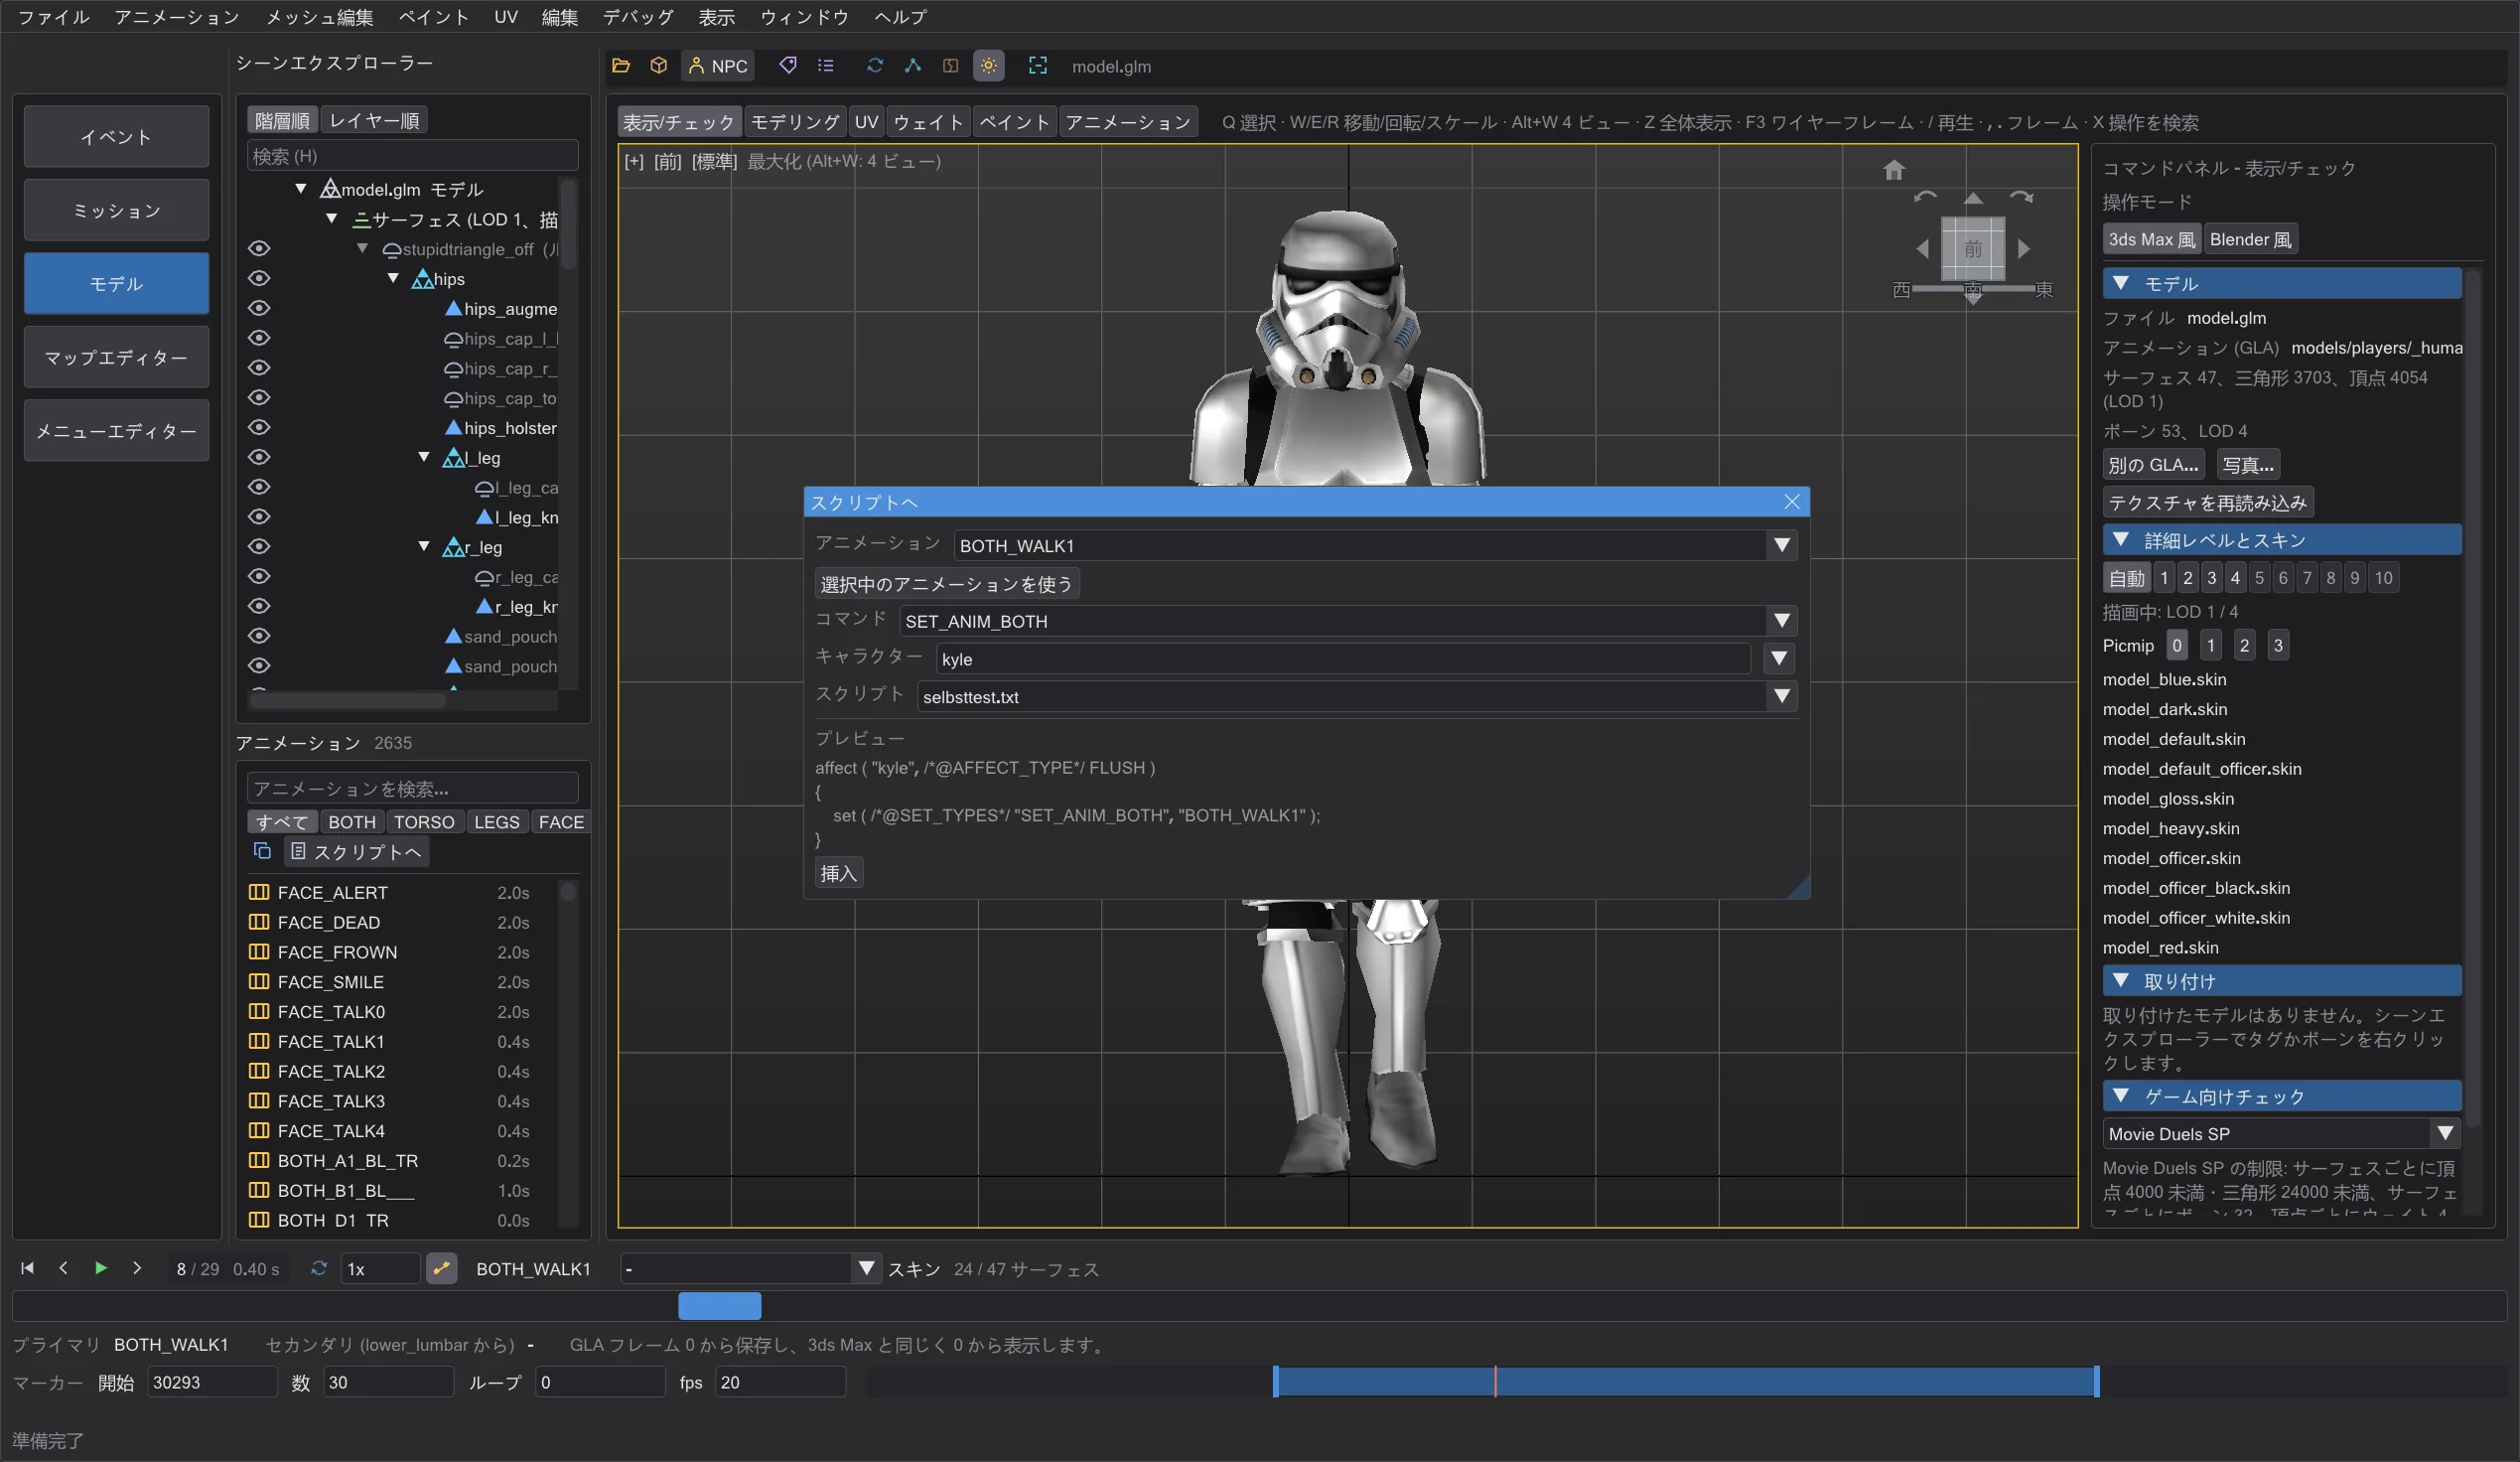 ファイル アニメーション メッシュ編集 ペイント UV 編集 デバッグ 表示 ウィンドウ ヘルプ
シーンエクスプローラー
NPC model.glm
イベント
ミッション
モデル
マップエディター
メニューエディター
階層順 レイヤー順
検索 (H)
model.glm モデル
サーフェス (LOD 1、描
stupidtriangle_off
hips
hips_augme
hips_cap_l_
hips_cap_r_
hips_cap_to
hips_holster
l_leg
l_leg_ca
l_leg_kn
r_leg
r_leg_ca
r_leg_kn
sand_pouch
sand_pouch
アニメーション 2635
アニメーションを検索...
すべて BOTH TORSO LEGS FACE
スクリプトへ
FACE_ALERT 2.0s
FACE_DEAD 2.0s
FACE_FROWN 2.0s
FACE_SMILE 2.0s
FACE_TALK0 2.0s
FACE_TALK1 0.4s
FACE_TALK2 0.4s
FACE_TALK3 0.4s
FACE_TALK4 0.4s
BOTH_A1_BL_TR 0.2s
BOTH_B1_BL___ 1.0s
BOTH_D1_TR 0.0s
表示/チェック モデリング UV ウェイト ペイント アニメーション Q 選択 · W/E/R 移動/回転/スケール · Alt+W 4 ビュー · Z 全体表示 · F3 ワイヤーフレーム · / 再生 · , . フレーム · X 操作を検索
[+] [前] [標準] 最大化 (Alt+W: 4 ビュー)
前
西 南 東
スクリプトへ
アニメーション BOTH_WALK1
選択中のアニメーションを使う
コマンド SET_ANIM_BOTH
キャラクター kyle
スクリプト selbsttest.txt
プレビュー
affect ( "kyle", /*@AFFECT_TYPE*/ FLUSH )
{
set ( /*@SET_TYPES*/ "SET_ANIM_BOTH", "BOTH_WALK1" );
}
挿入
コマンドパネル - 表示/チェック
操作モード
3ds Max 風 Blender 風
モデル
ファイル model.glm
アニメーション (GLA) models/players/_huma
サーフェス 47、三角形 3703、頂点 4054
(LOD 1)
ボーン 53、LOD 4
別の GLA... 写真...
テクスチャを再読み込み
詳細レベルとスキン
自動 1 2 3 4 5 6 7 8 9 10
描画中: LOD 1 / 4
Picmip 0 1 2 3
model_blue.skin
model_dark.skin
model_default.skin
model_default_officer.skin
model_gloss.skin
model_heavy.skin
model_officer.skin
model_officer_black.skin
model_officer_white.skin
model_red.skin
取り付け
取り付けたモデルはありません。シーンエ
クスプローラーでタグかボーンを右クリッ
クします。
ゲーム向けチェック
Movie Duels SP
Movie Duels SP の制限: サーフェスごとに頂
点 4000 未満・三角形 24000 未満、サーフェ
スごとにボーン 32、頂点ごとにウェイト 4
8 / 29 0.40 s 1x BOTH_WALK1 - スキン 24 / 47 サーフェス
プライマリ BOTH_WALK1 セカンダリ (lower_lumbar から) - GLA フレーム 0 から保存し、3ds Max と同じく 0 から表示します。
マーカー 開始 30293 数 30 ループ 0 fps 20
準備完了